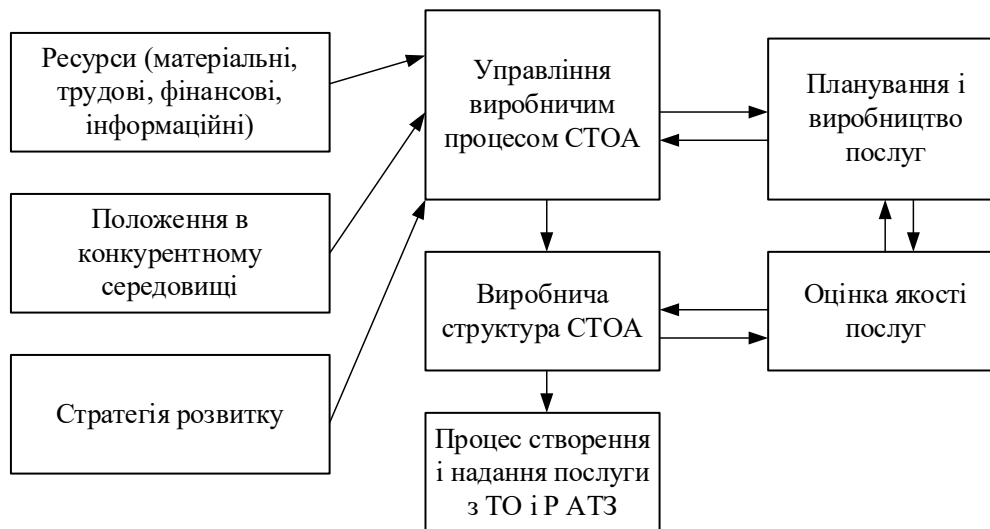 Ресурси (матеріальні,
трудові, фінансові,
інформаційні)
Положення в
конкурентному
середовищі
Стратегія розвитку
Управління
виробничим
процесом СТОА
Виробнича
структура СТОА
Процес створення
і надання послуги
з ТО і Р АТЗ
Планування і
виробництво
послуг
Оцінка якості
послуг